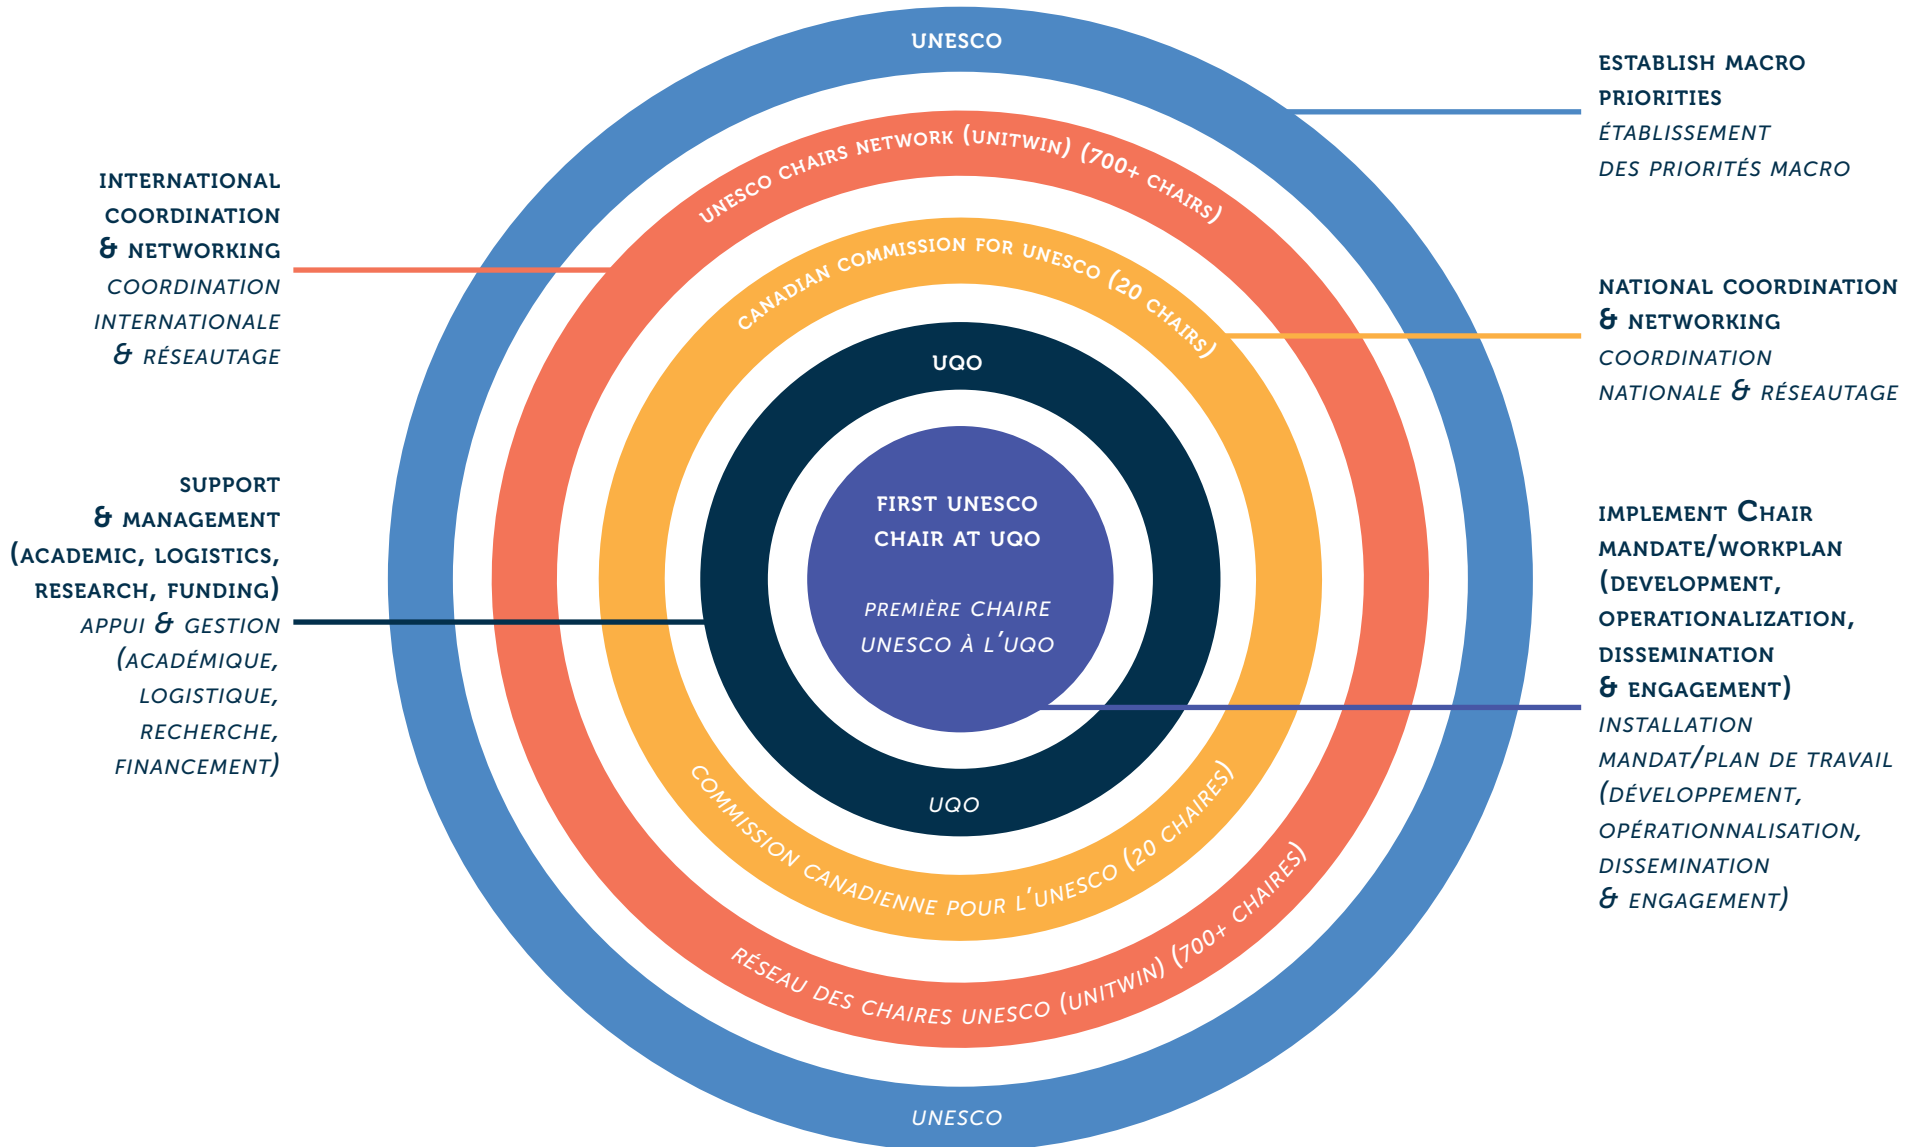 UNESCO
UNESCO CHAIRS NETWORK (UNITWIN) (700+ CHAIRS)
CANADIAN COMMISSION FOR UNESCO (20 CHAIRS)
UQO
FIRST UNESCO
CHAIR AT UQO
PREMIÈRE CHAIRE
UNESCO À L'UQO
UQO
COMMISSION CANADIENNE POUR L'UNESCO (20 CHAIRES)
RÉSEAU DES CHAIRES UNESCO (UNITWIN) (700+ CHAIRES)
UNESCO
INTERNATIONAL
COORDINATION
& NETWORKING
COORDINATION
INTERNATIONALE
& RÉSEAUTAGE
SUPPORT
& MANAGEMENT
(ACADEMIC, LOGISTICS,
RESEARCH, FUNDING)
APPUI & GESTION
(ACADÉMIQUE,
LOGISTIQUE,
RECHERCHE,
FINANCEMENT)
ESTABLISH MACRO
PRIORITIES
ÉTABLISSEMENT
DES PRIORITÉS MACRO
NATIONAL COORDINATION
& NETWORKING
COORDINATION
NATIONALE & RÉSEAUTAGE
IMPLEMENT CHAIR
MANDATE/WORKPLAN
(DEVELOPMENT,
OPERATIONALIZATION,
DISSEMINATION
& ENGAGEMENT)
INSTALLATION
MANDAT/PLAN DE TRAVAIL
(DÉVELOPPEMENT,
OPÉRATIONNALISATION,
DISSEMINATION
& ENGAGEMENT)